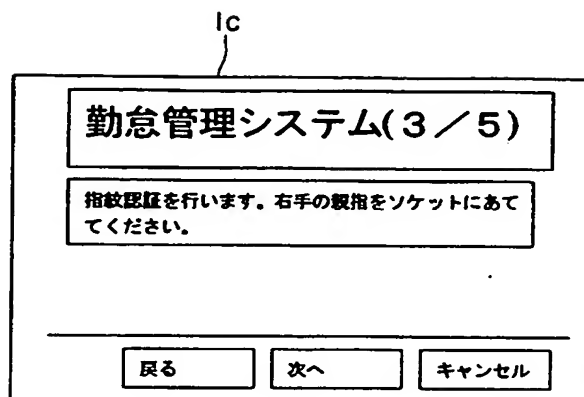 1c
勤怠管理システム(3／5)
指紋認証を行います。右手の親指をソケットにあて
てください。
戻る
次へ
キャンセル